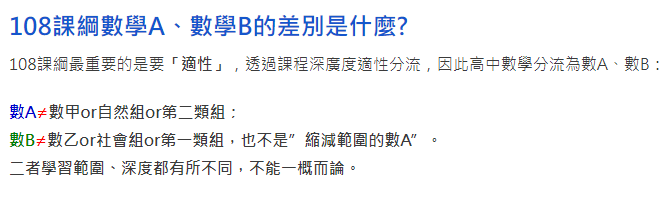 108課綱數學A、數學B的差別是什麼?
108課綱最重要的是要「適性」，透過課程深廣度適性分流，因此高中數學分流為數A、數B：
數A≠數甲or自然組or第二類組；
數B≠數乙or社會組or第一類組，也不是”縮減範圍的數A”。
二者學習範圍、深度都有所不同，不能一概而論。